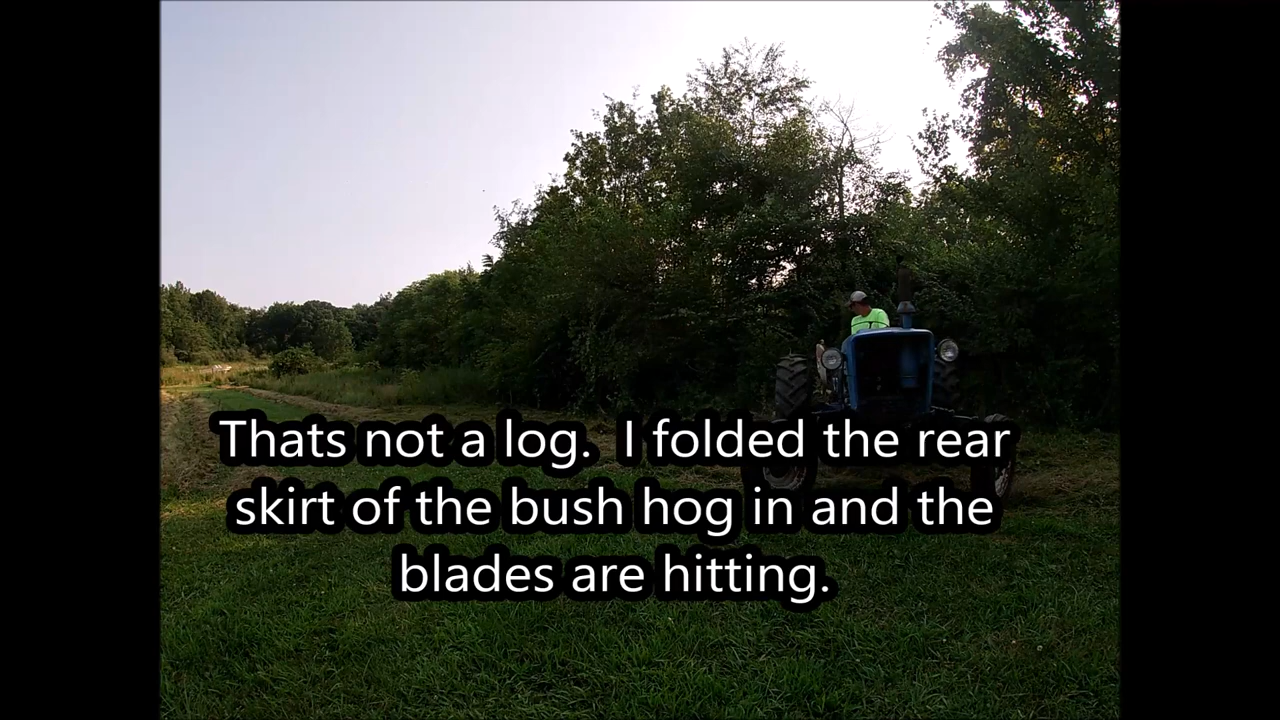 Thats not a log.  I folded the rear
skirt of the bush hog in and the
blades are hitting.